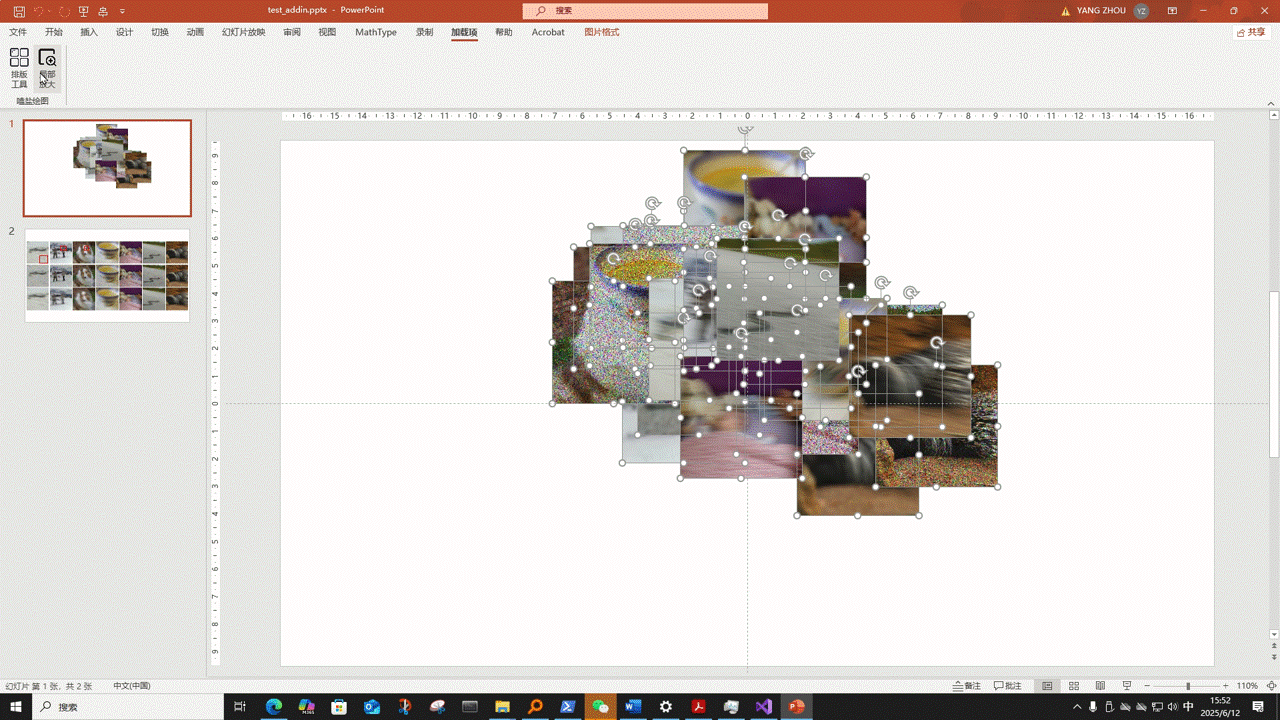 test_addin.pptx - PowerPoint
搜索
YANG ZHOU
YZ
文件 开始 插入 设计 切换 动画 幻灯片放映 审阅 视图 MathType 录制 加载项 帮助 Acrobat 图片格式
共享
排版 局部
工具 放大
嗑盐绘图
1
16 15 14 13 12 11 10 9 8 7 6 5 4 3 2 1 0 1 2 3 4 5 6 7 8 9 10 11 12 13 14 15 16
2
9
8
7
6
5
4
3
2
1
0
1
2
3
4
5
6
7
8
9
幻灯片 第 1 张，共 2 张 中文(中国)
备注 批注
110%
搜索
中
15:52
2025/6/12